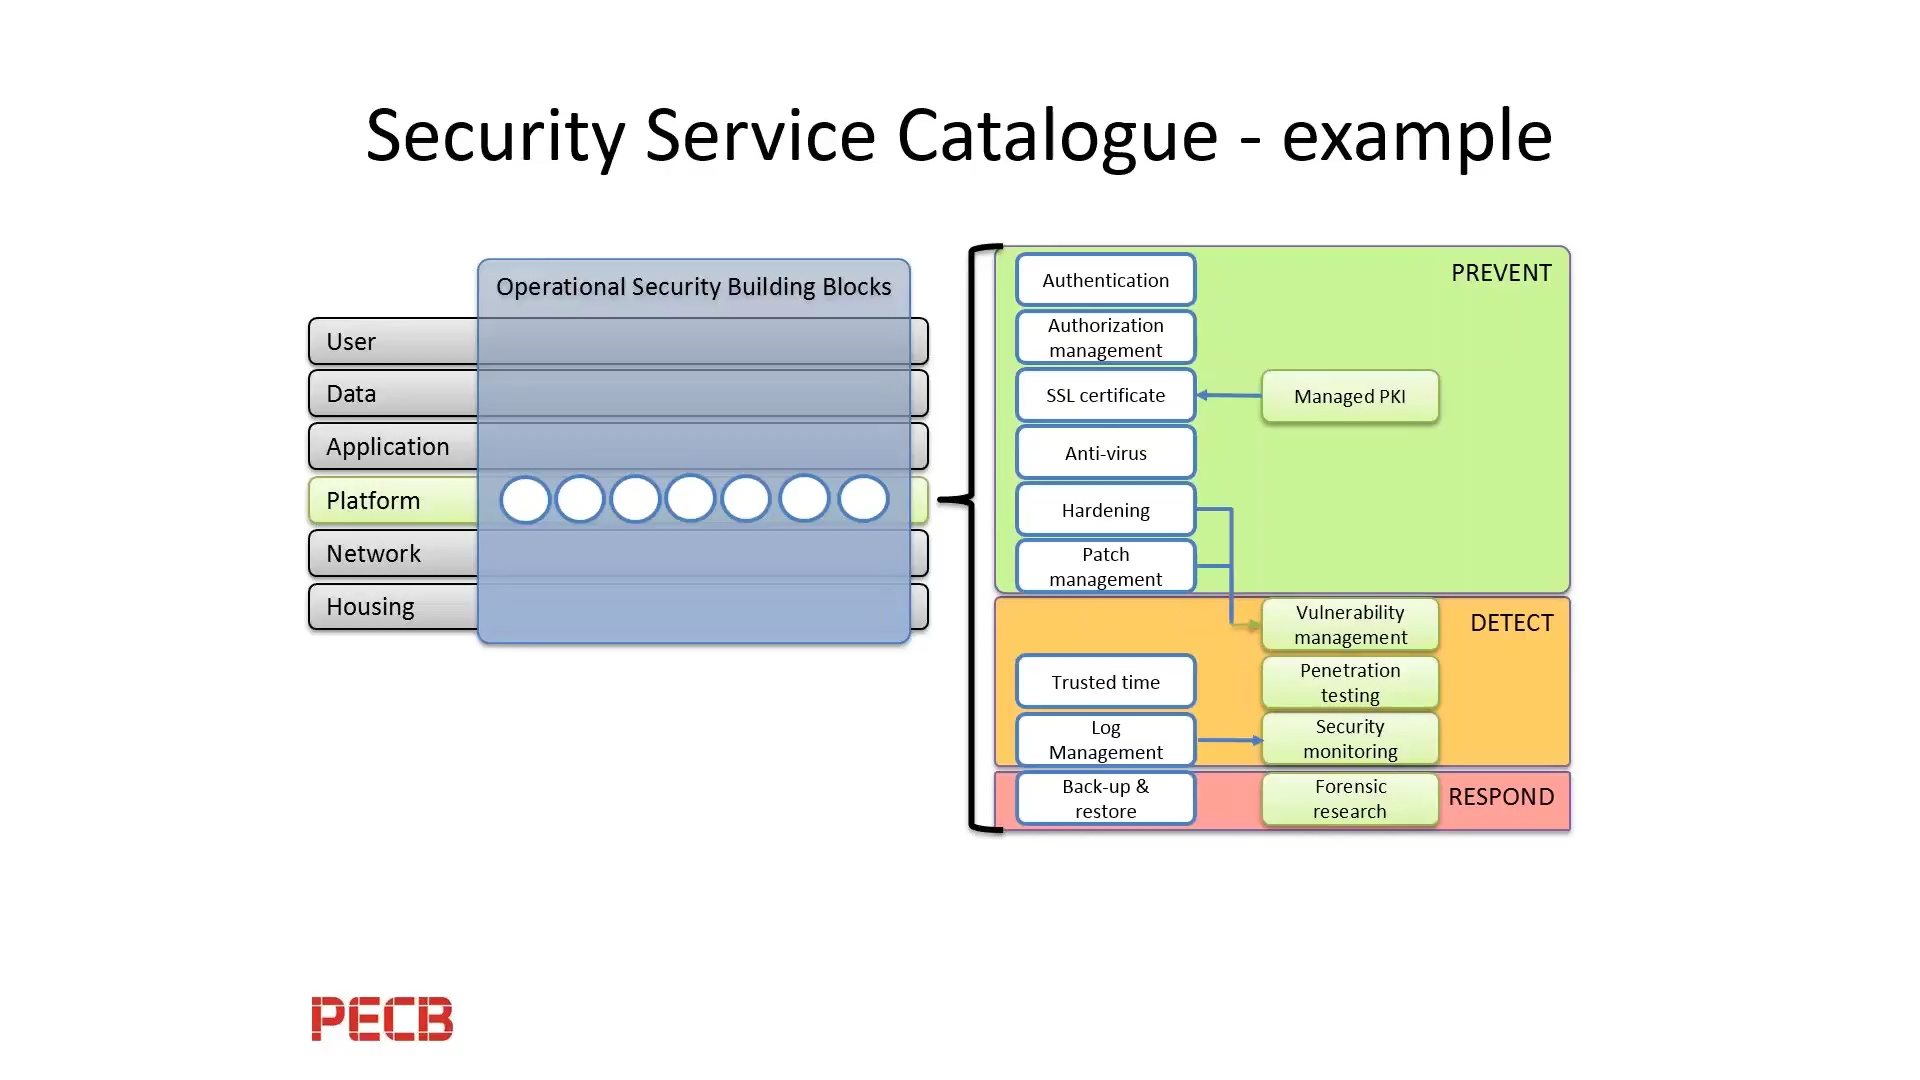 Security Service Catalogue - example
Operational Security Building Blocks
User
Data
Application
Platform
Network
Housing
PREVENT
Authentication
Authorization
management
SSL certificate
Managed PKI
Anti-virus
Hardening
Patch
management
DETECT
Vulnerability
management
Trusted time
Penetration
testing
Log
Management
Security
monitoring
RESPOND
Back-up &
restore
Forensic
research
PECB